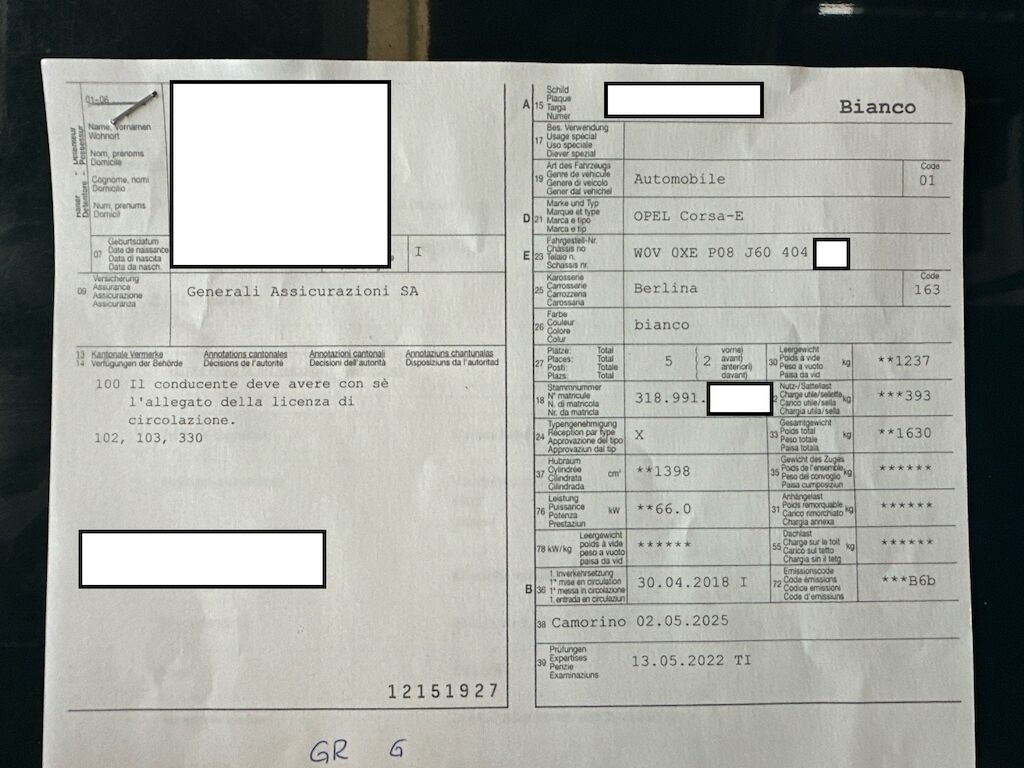 01-06
Name, Vornamen
Wohnort
Nom, prénoms
Domicile
Cognome, nomi
Domicilio
Num, prenums
Domicil
Halter - Détenteur
Detentore - Possessur
07
Geburtsdatum
Date de naissance
Data di nascita
Data da nasch.
I
09
Versicherung
Assurance
Assicurazione
Assicuranza
Generali Assicurazioni SA
13 Kantonale Vermerke Annotations cantonales Annotazioni cantonali Annotaziuns chantunalas
14 Verfügungen der Behörde Décisions de l'autorité Decisioni dell'autorità Disposiziuns da l'autoritad
100 Il conducente deve avere con sè
l'allegato della licenza di
circolazione.
102, 103, 330
12151927
GR G
A 15
Schild
Plaque
Targa
Numer
Bianco
17
Bes. Verwendung
Usage spécial
Uso speciale
Diever spezial
19
Art des Fahrzeugs
Genre de véhicule
Genere di veicolo
Gener dal vehichel
Automobile
Code
01
D 21
Marke und Typ
Marque et type
Marca e tipo
Marca e tip
OPEL Corsa-E
E 23
Fahrgestell-Nr.
Châssis no
Telaio n.
Schassis nr.
W0V 0XE P08 J60 404
25
Karosserie
Carrosserie
Carrozzeria
Carossaria
Berlina
Code
163
26
Farbe
Couleur
Colore
Colur
bianco
27
Plätze: Total
Places: Total
Posti: Totale
Plazs: Total
5
2
vorne)
avant)
anteriori)
davant)
30
Leergewicht
Poids à vide
Peso a vuoto
Paisa da vid
kg
**1237
18
Stammnummer
N° matricule
N. di matricola
Nr. da matricla
318.991.
2
Nutz-/Sattellast
Charge utile/sellette
Carico utile/sella
Chargia utila/sella
kg
***393
24
Typengenehmigung
Réception par type
Approvazione del tipo
Approvaziun dal tip
X
33
Gesamtgewicht
Poids total
Peso totale
Paisa totala
kg
**1630
37
Hubraum
Cylindrée
Cilindrata
Cilindrada
cm³
**1398
35
Gewicht des Zuges
Poids de l'ensemble
Peso del convoglio
Paisa cumposiziun
kg
******
76
Leistung
Puissance
Potenza
Prestaziun
kW
**66.0
31
Anhängelast
Poids remorquable
Carico rimorchiato
Chargia annexa
kg
******
78 kW/kg
Leergewicht
poids à vide
peso a vuoto
paisa da vid
******
55
Dachlast
Charge sur le toit
Carico sul tetto
Chargia sin il tetg
kg
******
B 36
1. Inverkehrsetzung
1re mise en circulation
1a messa in circolazione
1. entrada en circulaziun
30.04.2018 I
72
Emissionscode
Code émissions
Codice emissioni
Code d'emissiuns
***B6b
38 Camorino 02.05.2025
39
Prüfungen
Expertises
Perizie
Examinaziuns
13.05.2022 TI